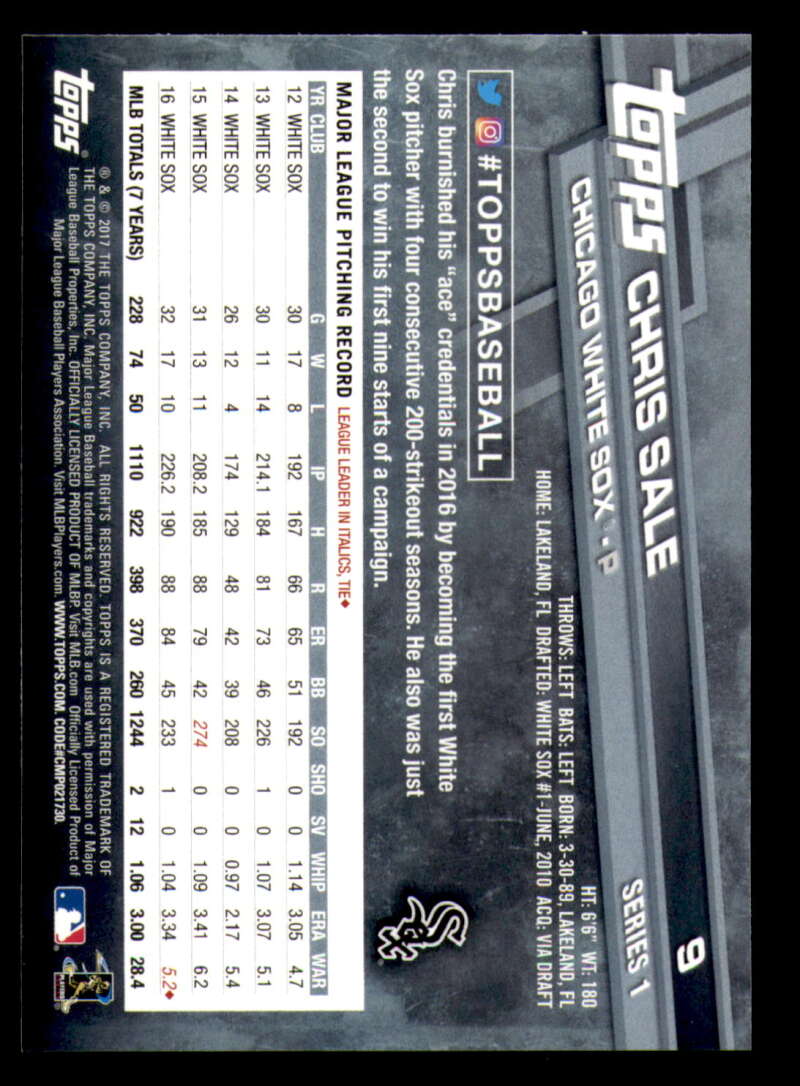 topps CHRIS SALE 9
CHICAGO WHITE SOX • P SERIES 1
HT: 6'6" WT: 180
THROWS: LEFT BATS: LEFT BORN: 3-30-89, LAKELAND, FL
HOME: LAKELAND, FL DRAFTED: WHITE SOX #1-JUNE, 2010 ACQ: VIA DRAFT
#TOPPSBASEBALL
Sox
Chris burnished his "ace" credentials in 2016 by becoming the first White
Sox pitcher with four consecutive 200-strikeout seasons. He also was just
the second to win his first nine starts of a campaign.
MAJOR LEAGUE PITCHING RECORD LEAGUE LEADER IN ITALICS, TIE♦
YR CLUB G W L IP H R ER BB SO SHO SV WHIP ERA WAR
12 WHITE SOX 30 17 8 192 167 66 65 51 192 0 0 1.14 3.05 4.7
13 WHITE SOX 30 11 14 214.1 184 81 73 46 226 1 0 1.07 3.07 5.1
14 WHITE SOX 26 12 4 174 129 48 42 39 208 0 0 0.97 2.17 5.4
15 WHITE SOX 31 13 11 208.2 185 88 79 42 274 0 0 1.09 3.41 6.2
16 WHITE SOX 32 17 10 226.2 190 88 84 45 233 1 0 1.04 3.34 5.2♦
MLB TOTALS (7 YEARS) 228 74 50 1110 922 398 370 260 1244 2 12 1.06 3.00 28.4
topps®
® & © 2017 THE TOPPS COMPANY, INC. ALL RIGHTS RESERVED. TOPPS IS A REGISTERED TRADEMARK OF
THE TOPPS COMPANY, INC. Major League Baseball trademarks and copyrights are used with permission of Major
League Baseball Properties, Inc. OFFICIALLY LICENSED PRODUCT OF MLBP. Visit MLB.com Officially Licensed Product of
Major League Baseball Players Association. Visit MLBPlayers.com. WWW.TOPPS.COM. CODE#CMP021730.
PLAYERS